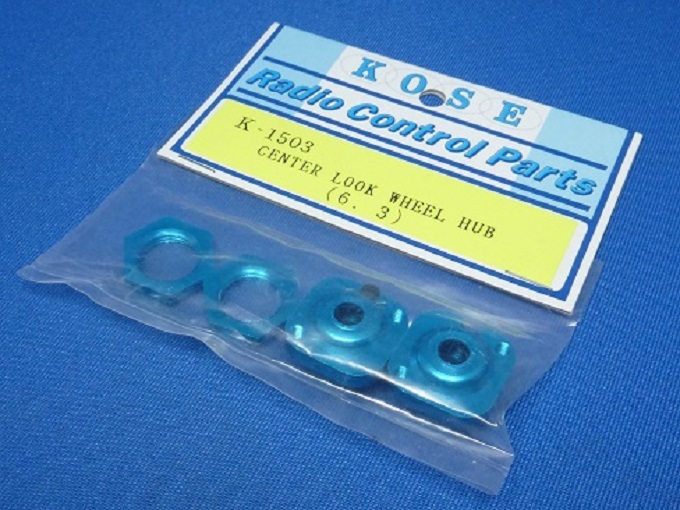 KOSE
Radio Control Parts
K-1503
CENTER LOOK WHEEL HUB
(6. 3)